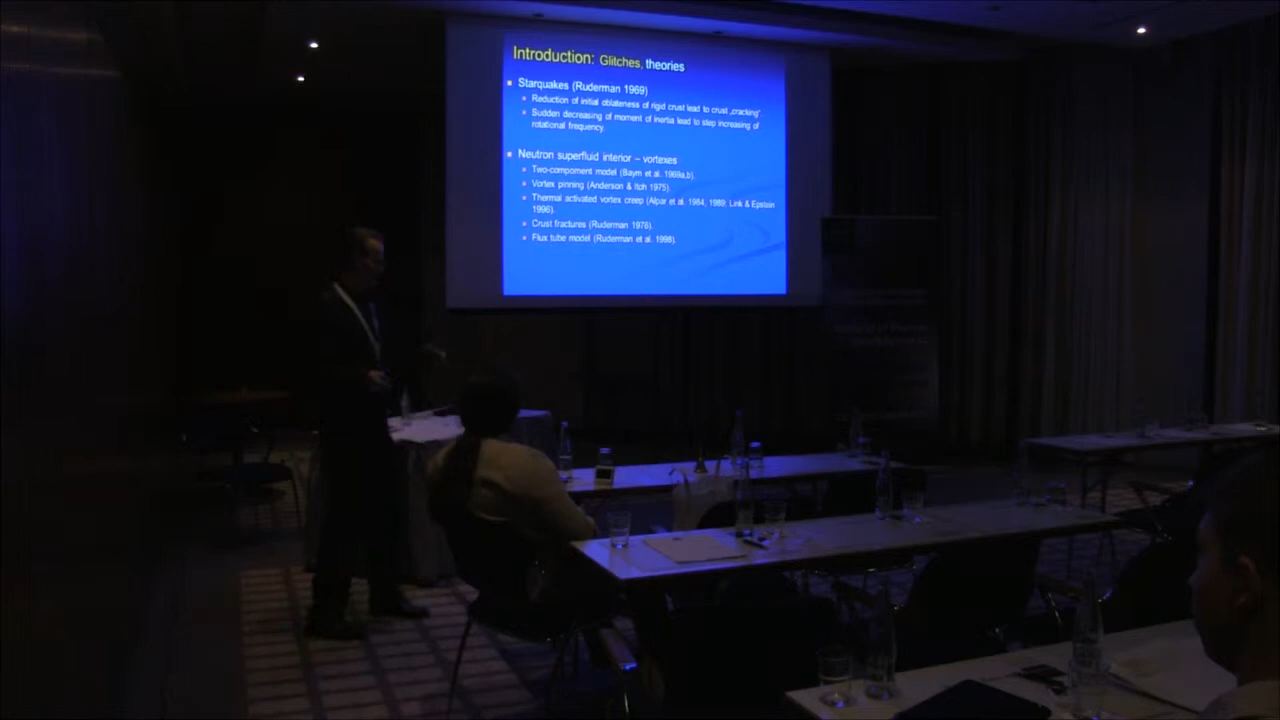 Introduction: Glitches, theories
Starquakes (Ruderman 1969)
Reduction of initial oblateness of rigid crust lead to crust „cracking“.
Sudden decreasing of moment of inertia lead to step increasing of
rotational frequency.
Neutron superfluid interior – vortexes
Two-compoment model (Baym et al. 1969a,b).
Vortex pinning (Anderson & Itch 1975).
Thermal activated vortex creep (Alpar et al. 1984, 1989; Link & Epstein
1996).
Crust fractures (Ruderman 1976).
Flux tube model (Ruderman et al. 1998).